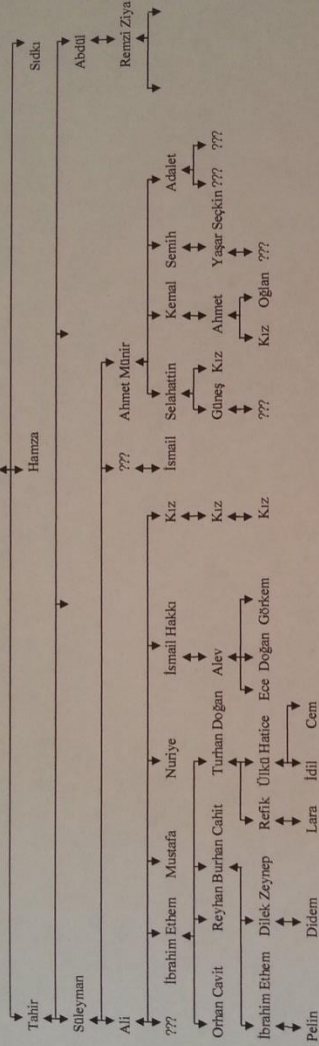 Tahir Hamza Sıdkı
Süleyman Abdül
Ali ??? Ahmet Münir Remzi Ziya
??? İbrahim Ethem Mustafa Nuriye İsmail Hakkı Kız İsmail Selahattin Kemal Semih Adalet
Orhan Cavit Reyhan Burhan Cahit Turhan Doğan Alev Kız Güneş Kız Ahmet Yaşar Seçkin ??? ???
İbrahim Ethem Dilek Zeynep Refik Ülkü Hatice Ece Doğan Görkem Kız ??? Kız Oğlan ???
Pelin Didem Lara İdil Cem